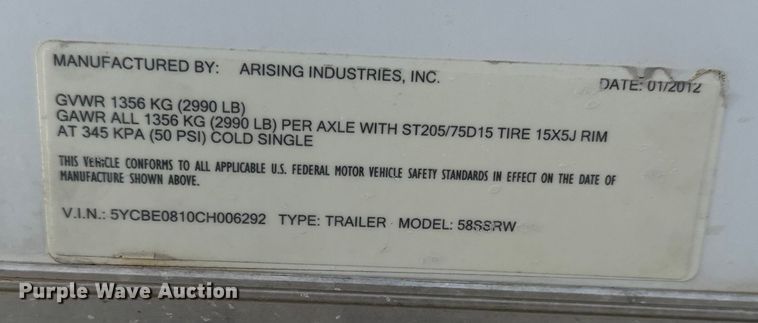 MANUFACTURED BY: ARISING INDUSTRIES, INC. DATE: 01/2012
GVWR 1356 KG (2990 LB)
GAWR ALL 1356 KG (2990 LB) PER AXLE WITH ST205/75D15 TIRE 15X5J RIM
AT 345 KPA (50 PSI) COLD SINGLE
THIS VEHICLE CONFORMS TO ALL APPLICABLE U.S. FEDERAL MOTOR VEHICLE SAFETY STANDARDS IN EFFECT ON THE DATE OF
MANUFACTURE SHOWN ABOVE.
V.I.N.: 5YCBE0810CH006292 TYPE: TRAILER MODEL: 58SSRW
Purple Wave Auction